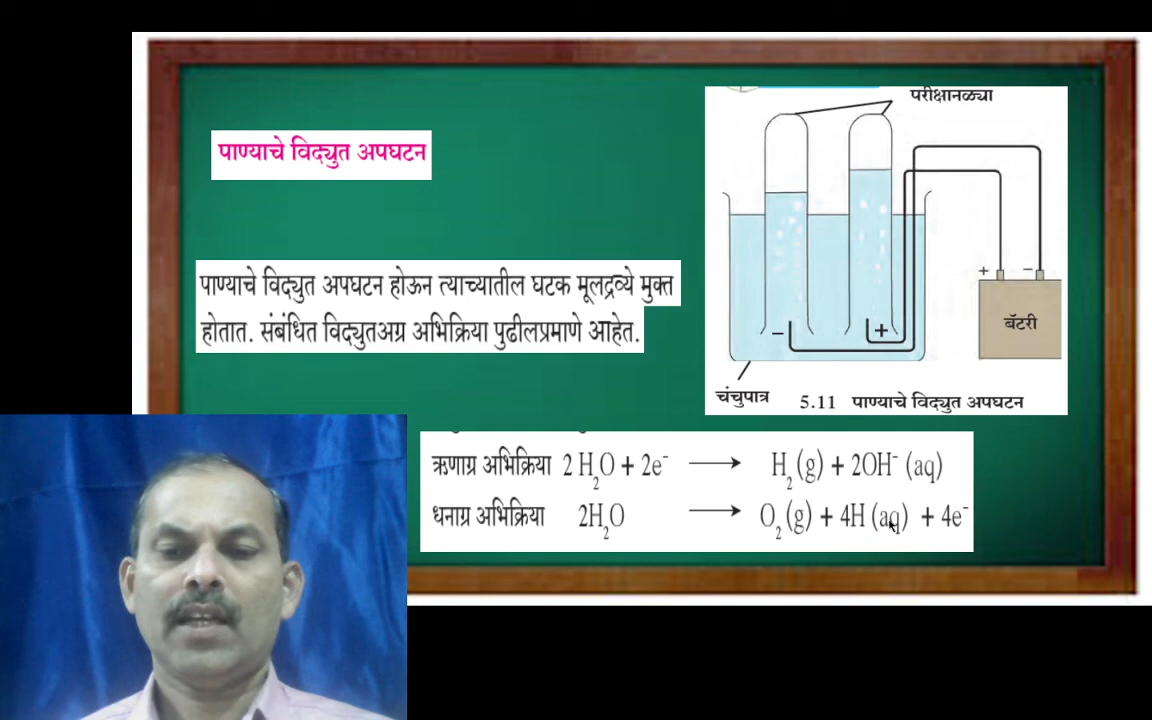 पाण्याचे विद्युत अपघटन
पाण्याचे विद्युत अपघटन होऊन त्याच्यातील घटक मूलद्रव्ये मुक्त
होतात. संबंधित विद्युतअग्र अभिक्रिया पुढीलप्रमाणे आहेत.
परीक्षानळ्या
+ −
बॅटरी
− +
चंचुपात्र
5.11 पाण्याचे विद्युत अपघटन
ऋणाग्र अभिक्रिया 2 H₂O + 2e⁻ ⟶ H₂(g) + 2OH⁻ (aq)
धनाग्र अभिक्रिया 2H₂O ⟶ O₂(g) + 4H (aq) + 4e⁻